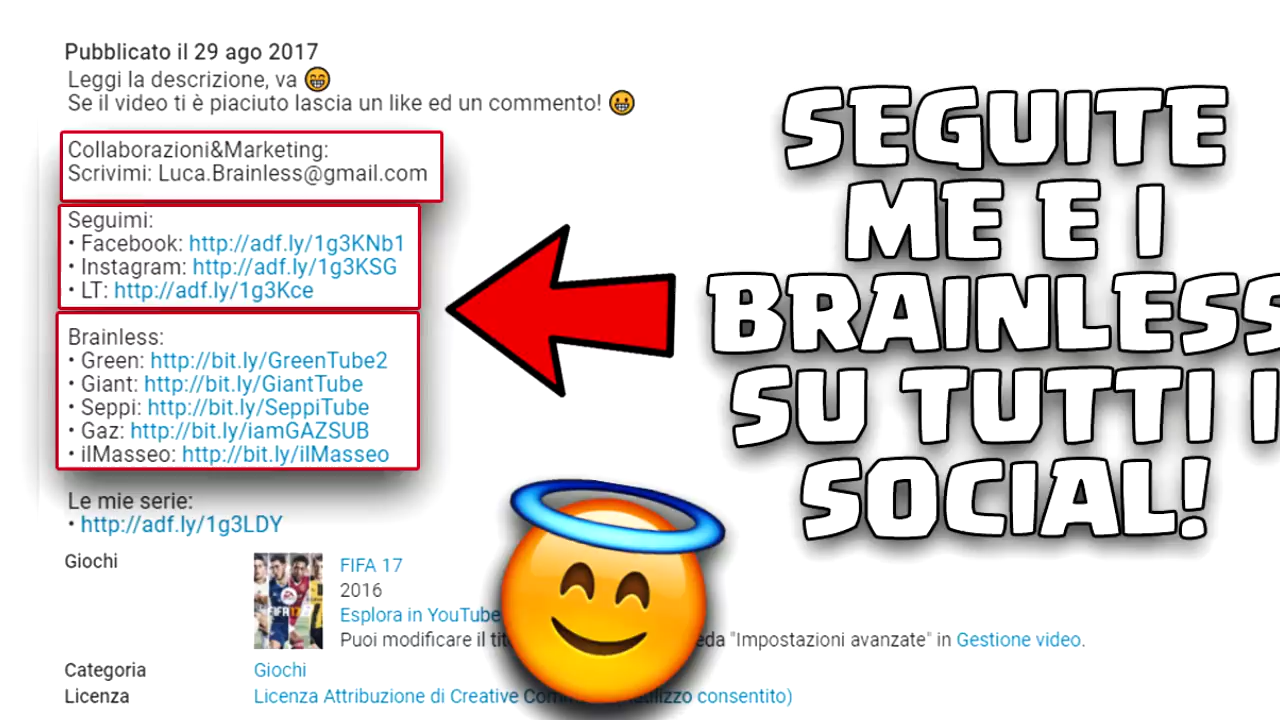 Pubblicato il 29 ago 2017
Leggi la descrizione, va
Se il video ti è piaciuto lascia un like ed un commento!
Collaborazioni&Marketing:
Scrivimi: Luca.Brainless@gmail.com
Seguimi:
• Facebook: http://adf.ly/1g3KNb1
• Instagram: http://adf.ly/1g3KSG
• LT: http://adf.ly/1g3Kce
Brainless:
• Green: http://bit.ly/GreenTube2
• Giant: http://bit.ly/GiantTube
• Seppi: http://bit.ly/SeppiTube
• Gaz: http://bit.ly/iamGAZSUB
• ilMasseo: http://bit.ly/ilMasseo
Le mie serie:
• http://adf.ly/1g3LDY
Giochi
FIFA 17
2016
Esplora in YouTube
Puoi modificare il "Impostazioni avanzate" in Gestione video.
Categoria
Giochi
Licenza
Licenza Attribuzione di Creative consentito)
SEGUITE
ME E I
BRAINLESS
SU TUTTI I
SOCIAL!